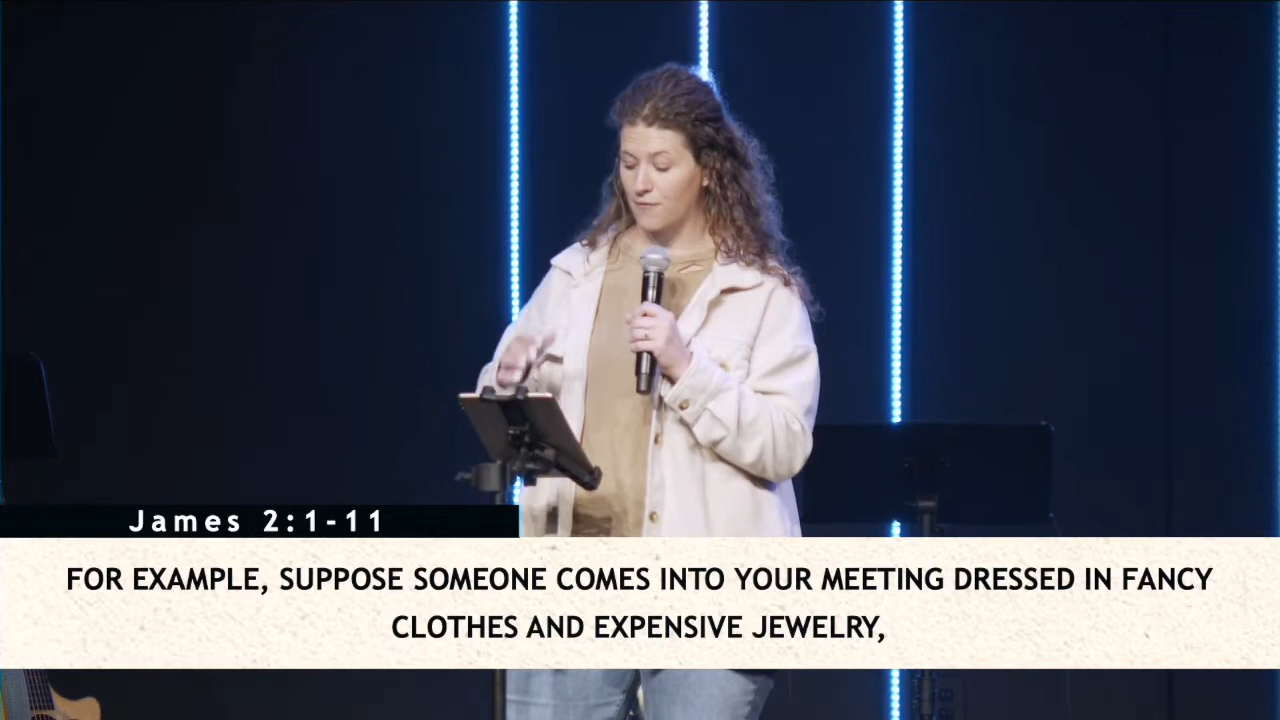 James 2:1-11
FOR EXAMPLE, SUPPOSE SOMEONE COMES INTO YOUR MEETING DRESSED IN FANCY
CLOTHES AND EXPENSIVE JEWELRY,